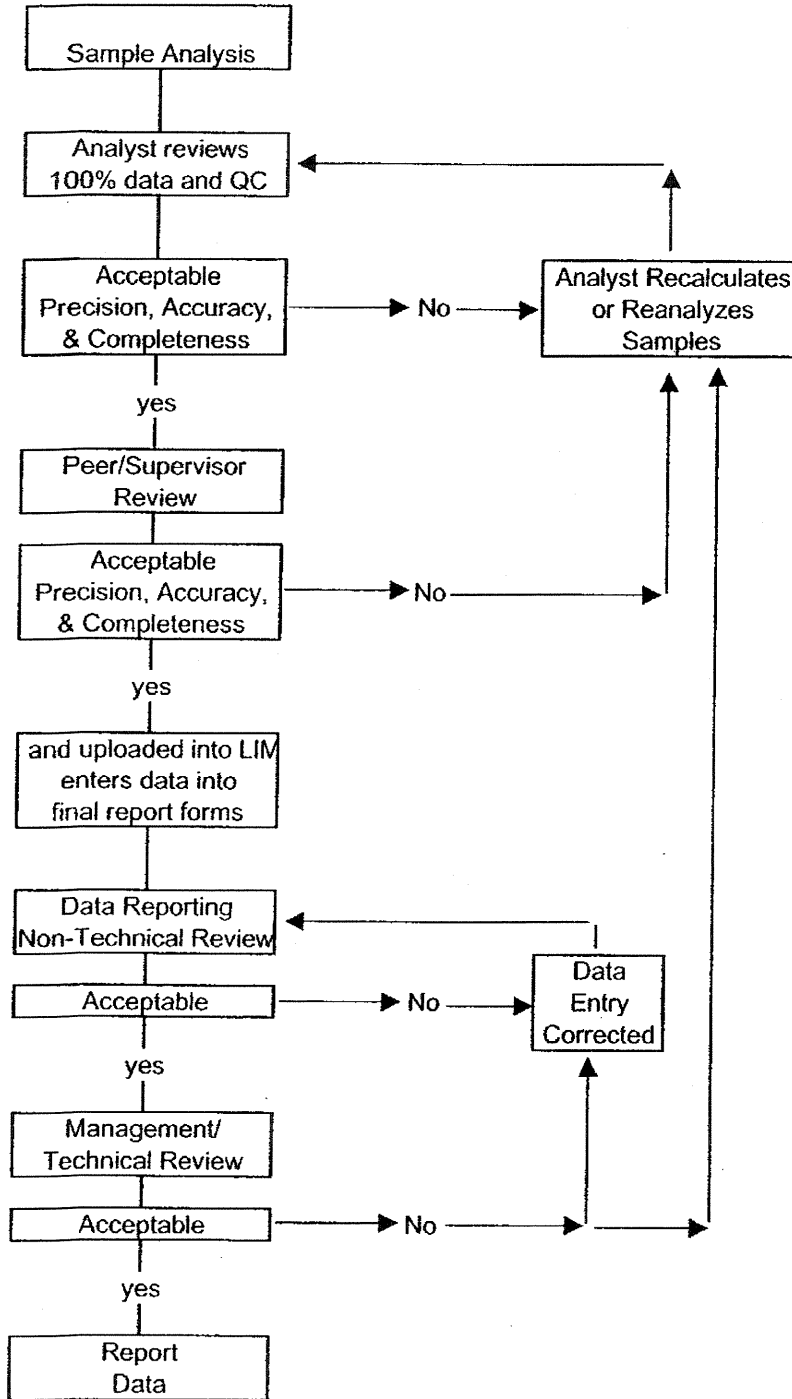 Sample Analysis
Analyst reviews
100% data and QC
Acceptable
Precision, Accuracy,
& Completeness
No
Analyst Recalculates
or Reanalyzes
Samples
yes
Peer/Supervisor
Review
Acceptable
Precision, Accuracy,
& Completeness
No
yes
and uploaded into LIM
enters data into
final report forms
Data Reporting
Non-Technical Review
Acceptable
No
Data
Entry
Corrected
yes
Management/
Technical Review
Acceptable
No
yes
Report
Data